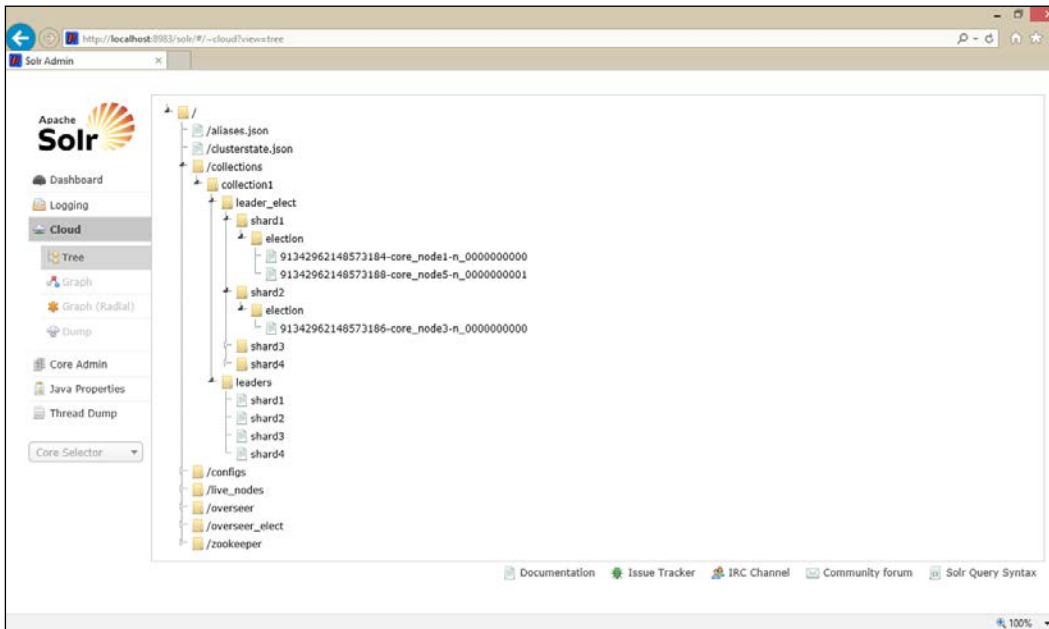 http://localhost:8983/solr/#/~cloud?view=tree
Solr Admin
Apache
Solr
Dashboard
Logging
Cloud
Tree
Graph
Graph (Radial)
Dump
Core Admin
Java Properties
Thread Dump
Core Selector
/
/aliases.json
/clusterstate.json
/collections
collection1
leader_elect
shard1
election
91342962148573184-core_node1-n_0000000000
91342962148573188-core_node5-n_0000000001
shard2
election
91342962148573186-core_node3-n_0000000000
shard3
shard4
leaders
shard1
shard2
shard3
shard4
/configs
/live_nodes
/overseer
/overseer_elect
/zookeeper
Documentation Issue Tracker IRC Channel Community forum Solr Query Syntax
100%